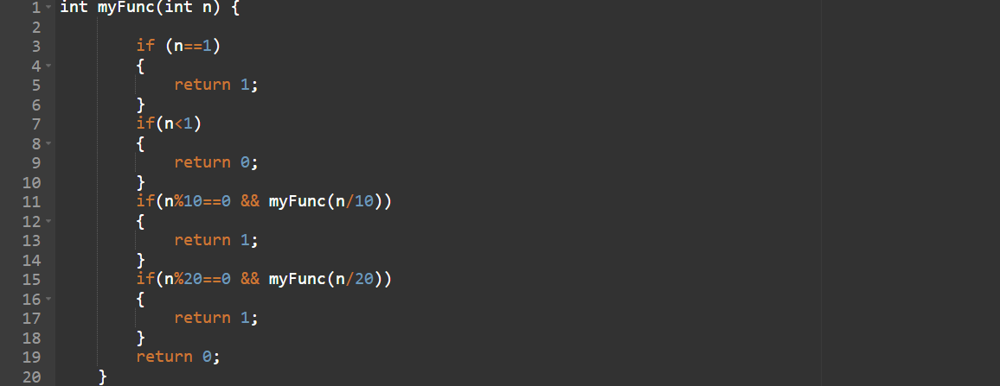 1 int myFunc(int n) {
2
3 if (n==1)
4 {
5 return 1;
6 }
7 if(n<1)
8 {
9 return 0;
10 }
11 if(n%10==0 && myFunc(n/10))
12 {
13 return 1;
14 }
15 if(n%20==0 && myFunc(n/20))
16 {
17 return 1;
18 }
19 return 0;
20 }